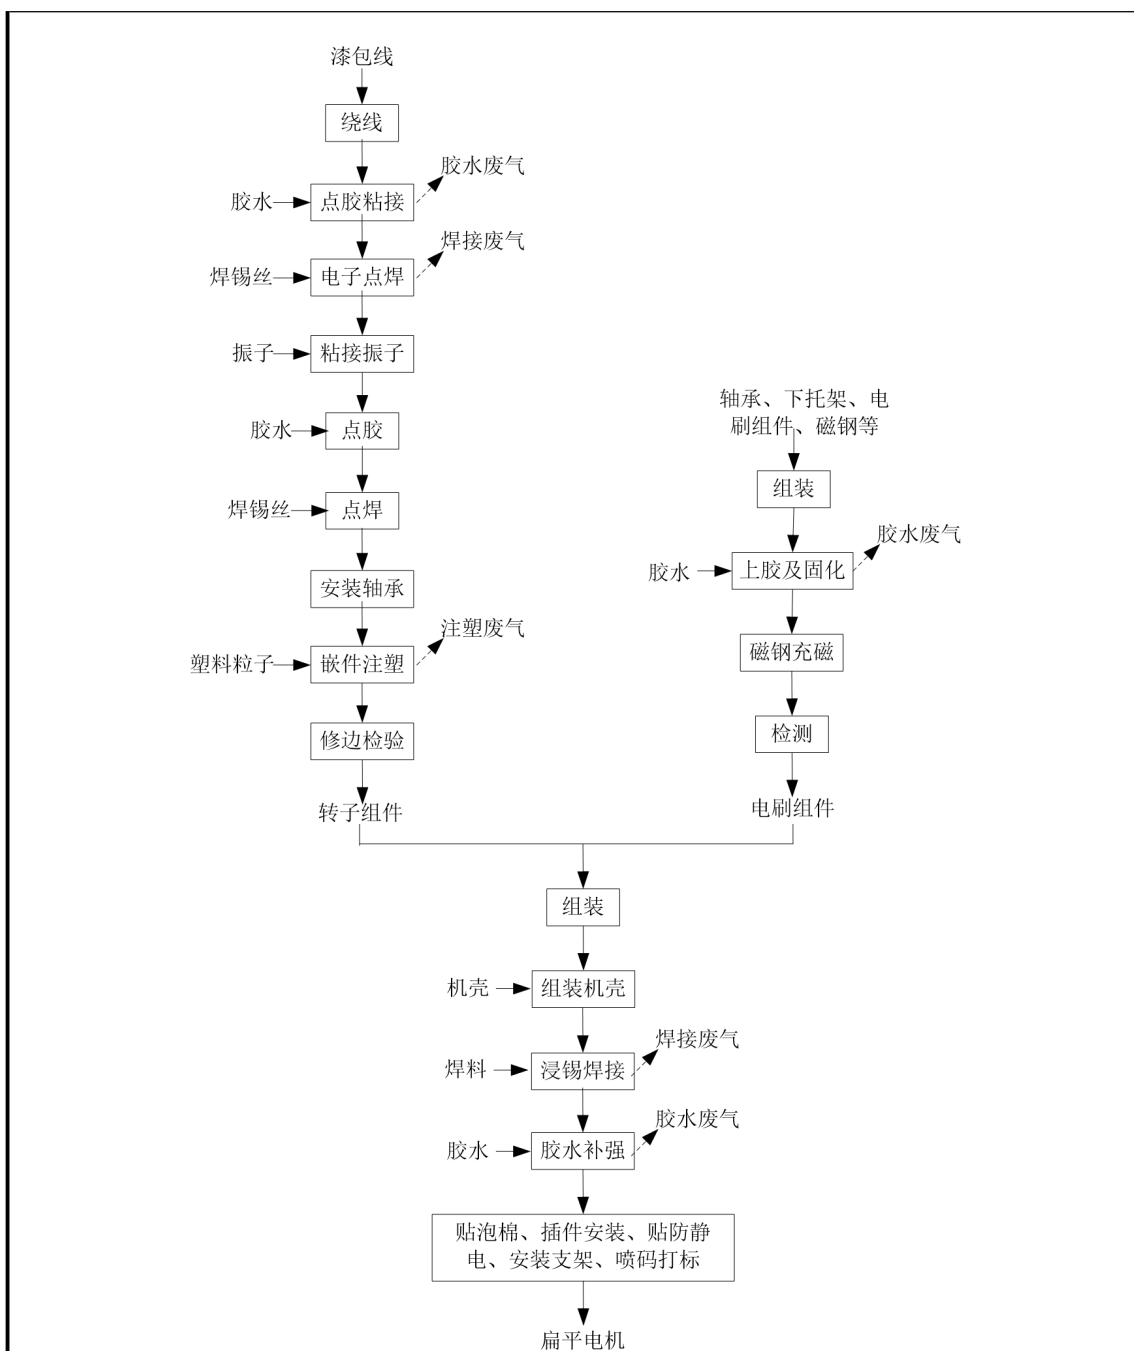 漆包线
绕线
胶水废气
胶水
点胶粘接
焊接废气
焊锡丝
电子点焊
振子
粘接振子
胶水
点胶
焊锡丝
点焊
安装轴承
注塑废气
塑料粒子
嵌件注塑
修边检验
转子组件
轴承、下托架、电
刷组件、磁钢等
组装
胶水废气
胶水
上胶及固化
磁钢充磁
检测
电刷组件
组装
机壳
组装机壳
焊接废气
焊料
浸锡焊接
胶水废气
胶水
胶水补强
贴泡棉、插件安装、贴防静
电、安装支架、喷码打标
扁平电机